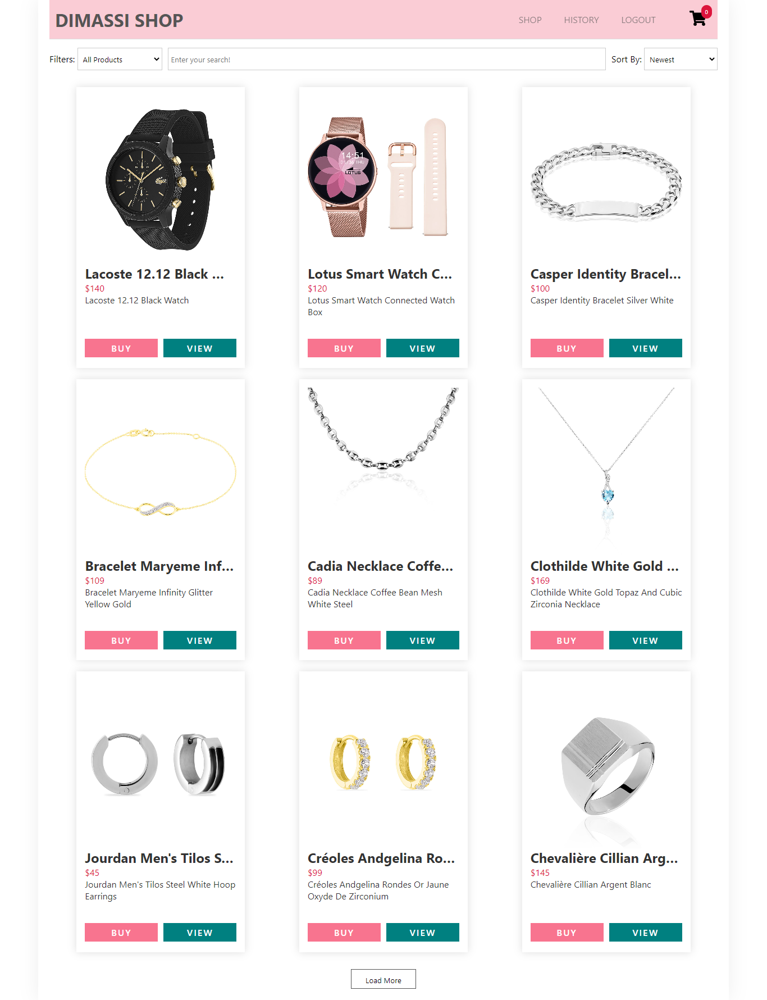 DIMASSI SHOP
SHOP HISTORY LOGOUT 0
Filters: All Products Enter your search! Sort By: Newest
14:51
01/36 THU
LOTUS
Lacoste 12.12 Black ...
$140
Lacoste 12.12 Black Watch
BUY VIEW
Lotus Smart Watch C...
$120
Lotus Smart Watch Connected Watch
Box
BUY VIEW
Casper Identity Bracel...
$100
Casper Identity Bracelet Silver White
BUY VIEW
Bracelet Maryeme Inf...
$109
Bracelet Maryeme Infinity Glitter
Yellow Gold
BUY VIEW
Cadia Necklace Coffe...
$89
Cadia Necklace Coffee Bean Mesh
White Steel
BUY VIEW
Clothilde White Gold ...
$169
Clothilde White Gold Topaz And Cubic
Zirconia Necklace
BUY VIEW
Jourdan Men's Tilos S...
$45
Jourdan Men's Tilos Steel White Hoop
Earrings
BUY VIEW
Créoles Andgelina Ro...
$99
Créoles Andgelina Rondes Or Jaune
Oxyde De Zirconium
BUY VIEW
Chevalière Cillian Arg...
$145
Chevalière Cillian Argent Blanc
BUY VIEW
Load More